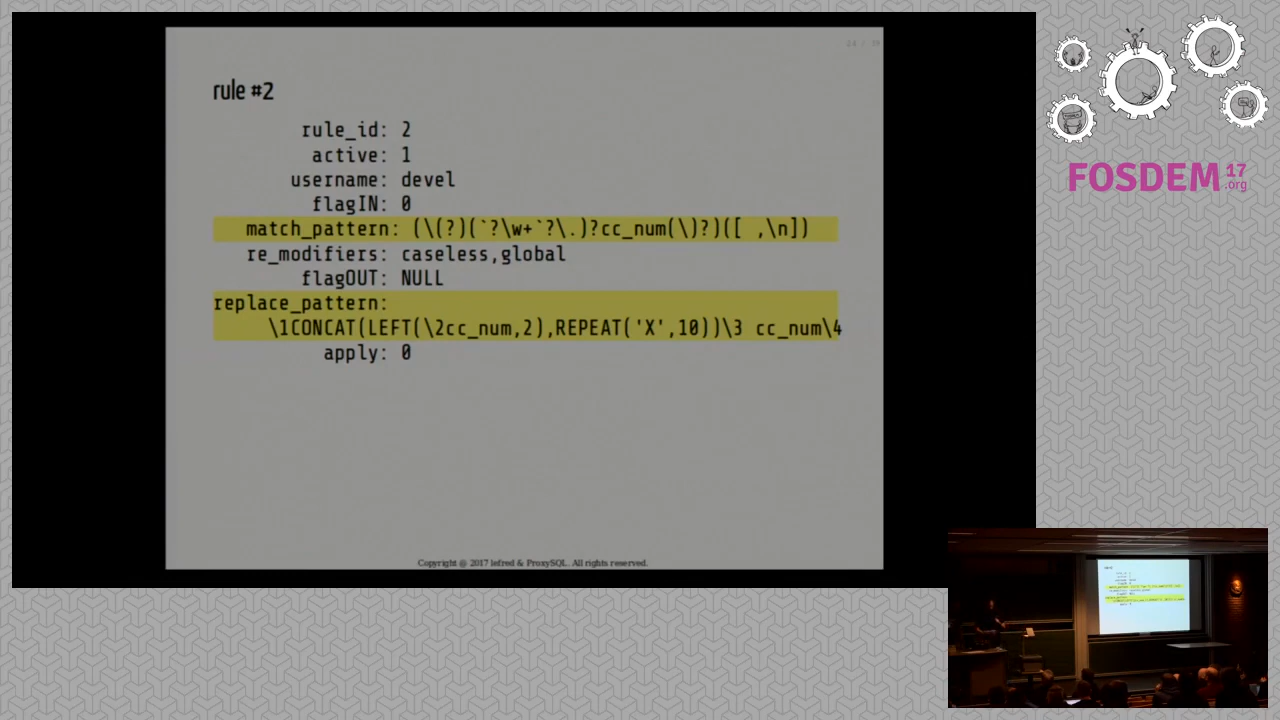 24 / 39
rule #2
rule_id: 2
active: 1
username: devel
flagIN: 0
match_pattern: (\(?)(`?\w+`?\.)?cc_num(\)?)([ ,\n])
re_modifiers: caseless,global
flagOUT: NULL
replace_pattern:
\1CONCAT(LEFT(\2cc_num,2),REPEAT('X',10))\3 cc_num\4
apply: 0
Copyright @ 2017 lefred & ProxySQL. All rights reserved.
FOSDEM 17
.org